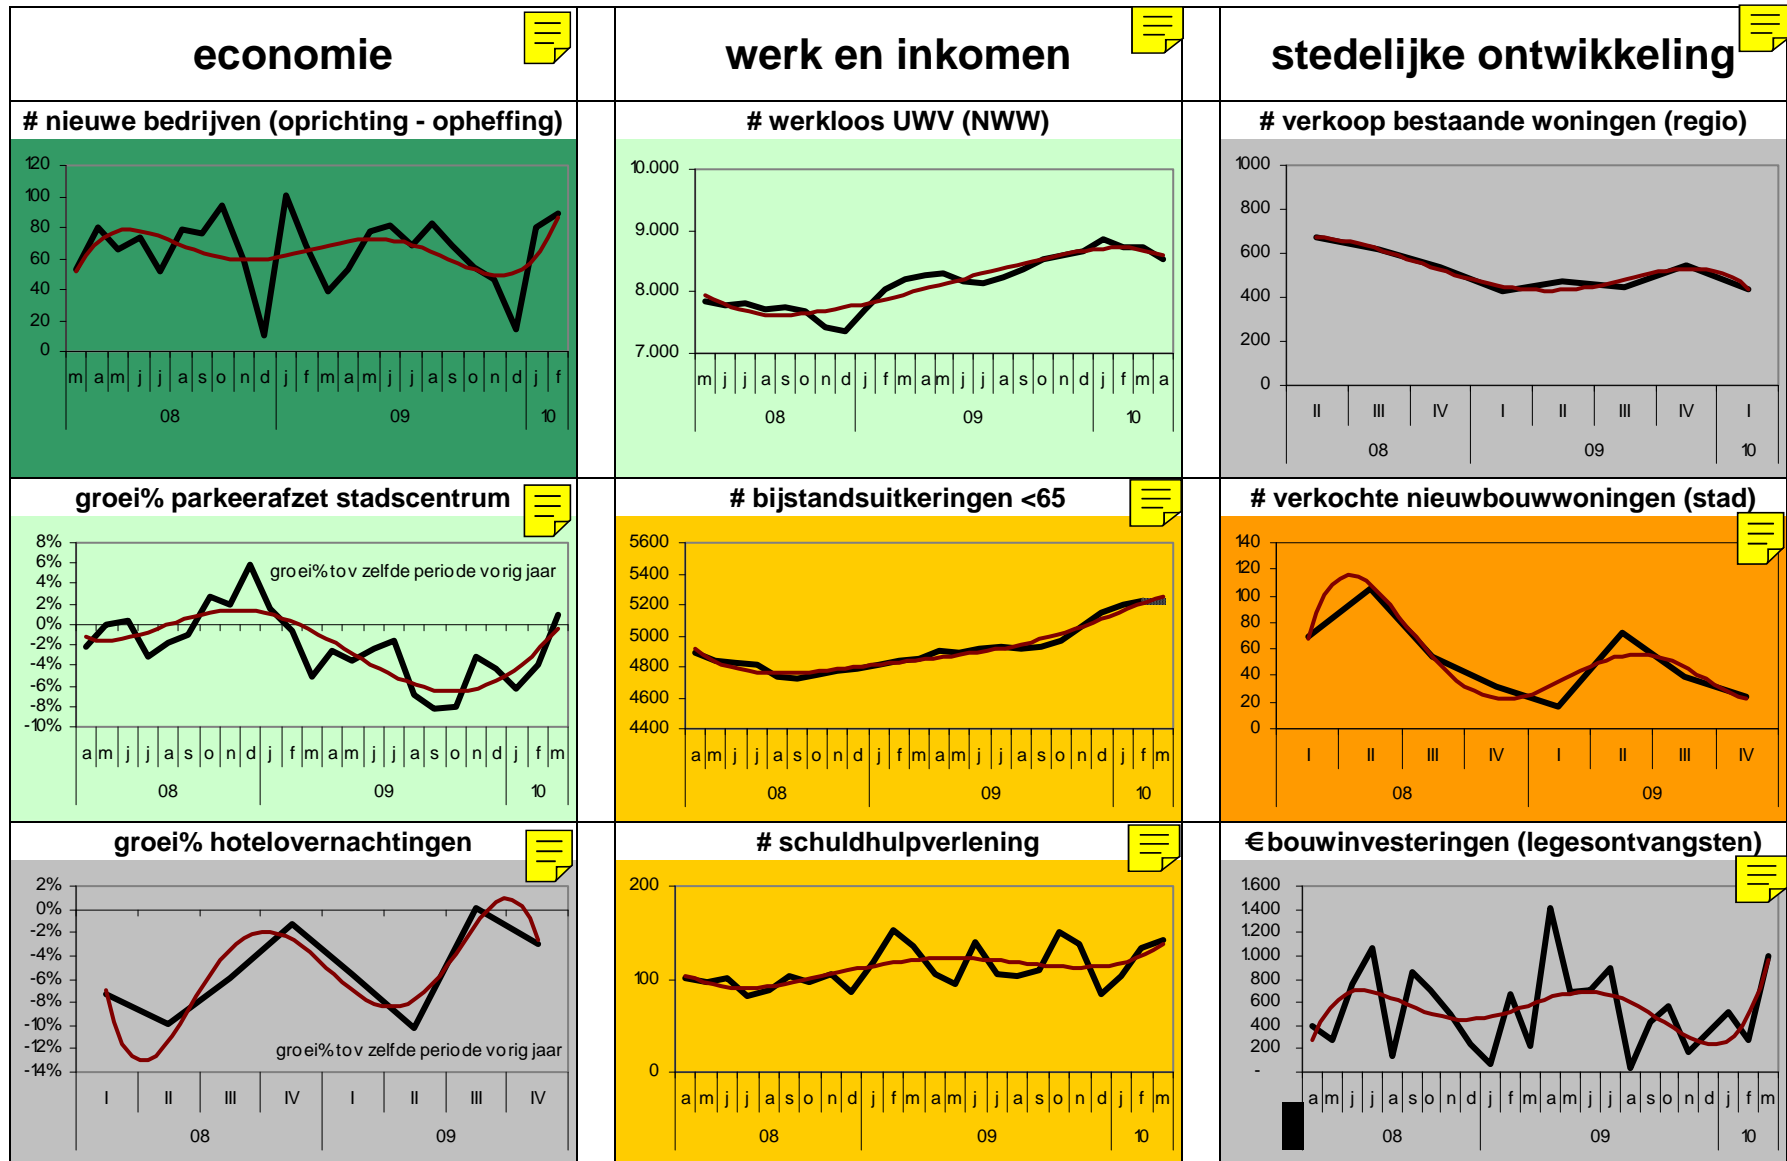 economie
werk en inkomen
stedelijke ontwikkeling
# nieuwe bedrijven (oprichting - opheffing)
120
100
80
60
40
20
0
m a m j j a s o n d j f m a m j j a s o n d j f
08 09 10
# werkloos UWV (NWW)
10.000
9.000
8.000
7.000
m j j a s o n d j f m a m j j a s o n d j f m a
08 09 10
# verkoop bestaande woningen (regio)
1000
800
600
400
200
0
II III IV I II III IV I
08 09 10
groei% parkeerafzet stadscentrum
groei% tov zelfde periode vorig jaar
8%
6%
4%
2%
0%
-2%
-4%
-6%
-8%
-10%
a m j j a s o n d j f m a m j j a s o n d j f m
08 09 10
# bijstandsuitkeringen <65
5600
5400
5200
5000
4800
4600
4400
a m j j a s o n d j f m a m j j a s o n d j f m
08 09 10
# verkochte nieuwbouwwoningen (stad)
140
120
100
80
60
40
20
0
I II III IV I II III IV
08 09
groei% hotelovernachtingen
2%
0%
-2%
-4%
-6%
-8%
-10%
-12%
-14%
groei% tov zelfde periode vorig jaar
I II III IV I II III IV
08 09
# schuldhulpverlening
200
100
0
a m j j a s o n d j f m a m j j a s o n d j f m
08 09 10
€ bouwinvesteringen (legesontvangsten)
1.600
1.400
1.200
1.000
800
600
400
200
-
a m j j a s o n d j f m a m j j a s o n d j f m
08 09 10